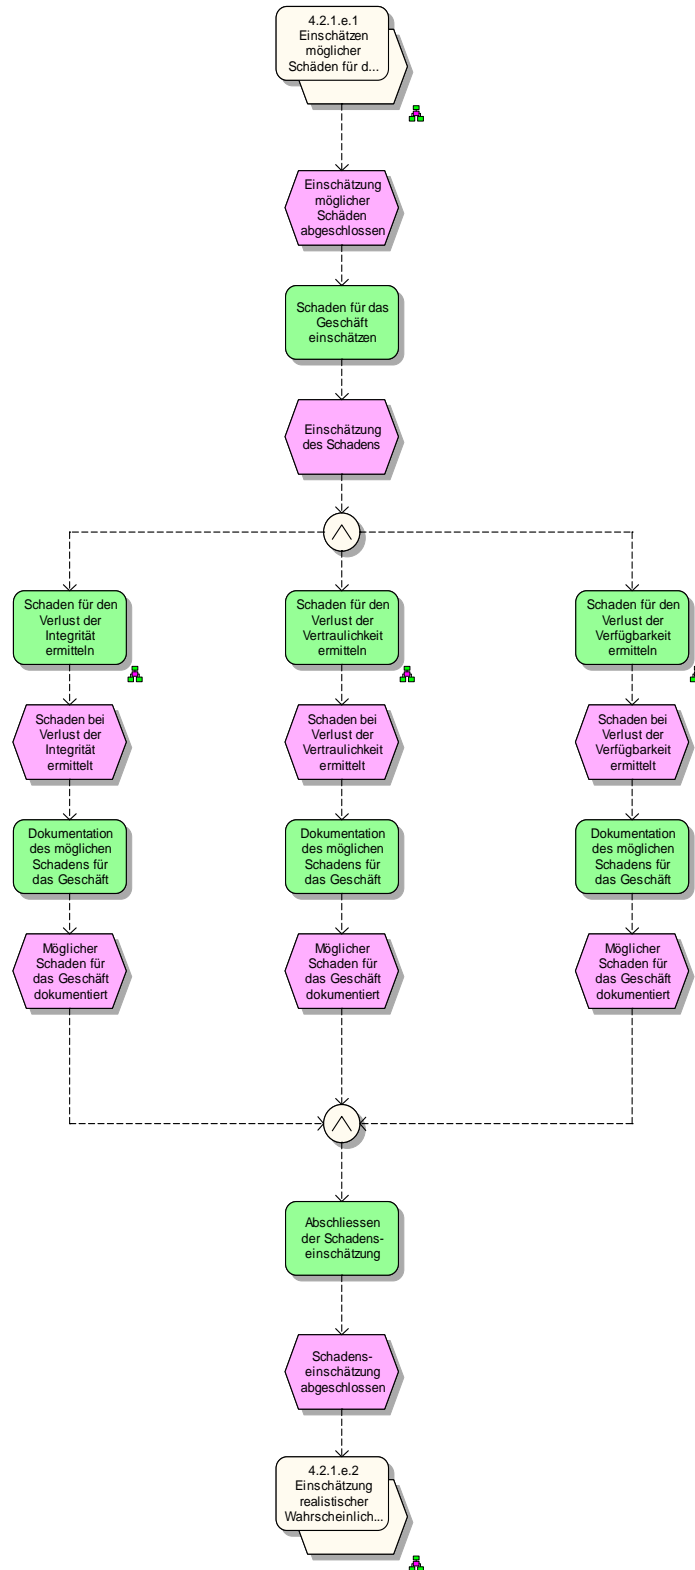 4.2.1.e.1
Einschätzen
möglicher
Schäden für d...
Einschätzung
möglicher
Schäden
abgeschlossen
Schaden für das
Geschäft
einschätzen
Einschätzung
des Schadens
Schaden für den
Verlust der
Integrität
ermitteln
Schaden für den
Verlust der
Vertraulichkeit
ermitteln
Schaden für den
Verlust der
Verfügbarkeit
ermitteln
Schaden bei
Verlust der
Integrität
ermittelt
Schaden bei
Verlust der
Vertraulichkeit
ermittelt
Schaden bei
Verlust der
Verfügbarkeit
ermittelt
Dokumentation
des möglichen
Schadens für
das Geschäft
Dokumentation
des möglichen
Schadens für
das Geschäft
Dokumentation
des möglichen
Schadens für
das Geschäft
Möglicher
Schaden für
das Geschäft
dokumentiert
Möglicher
Schaden für
das Geschäft
dokumentiert
Möglicher
Schaden für
das Geschäft
dokumentiert
Abschliessen
der Schadens-
einschätzung
Schadens-
einschätzung
abgeschlossen
4.2.1.e.2
Einschätzung
realistischer
Wahrscheinlich...